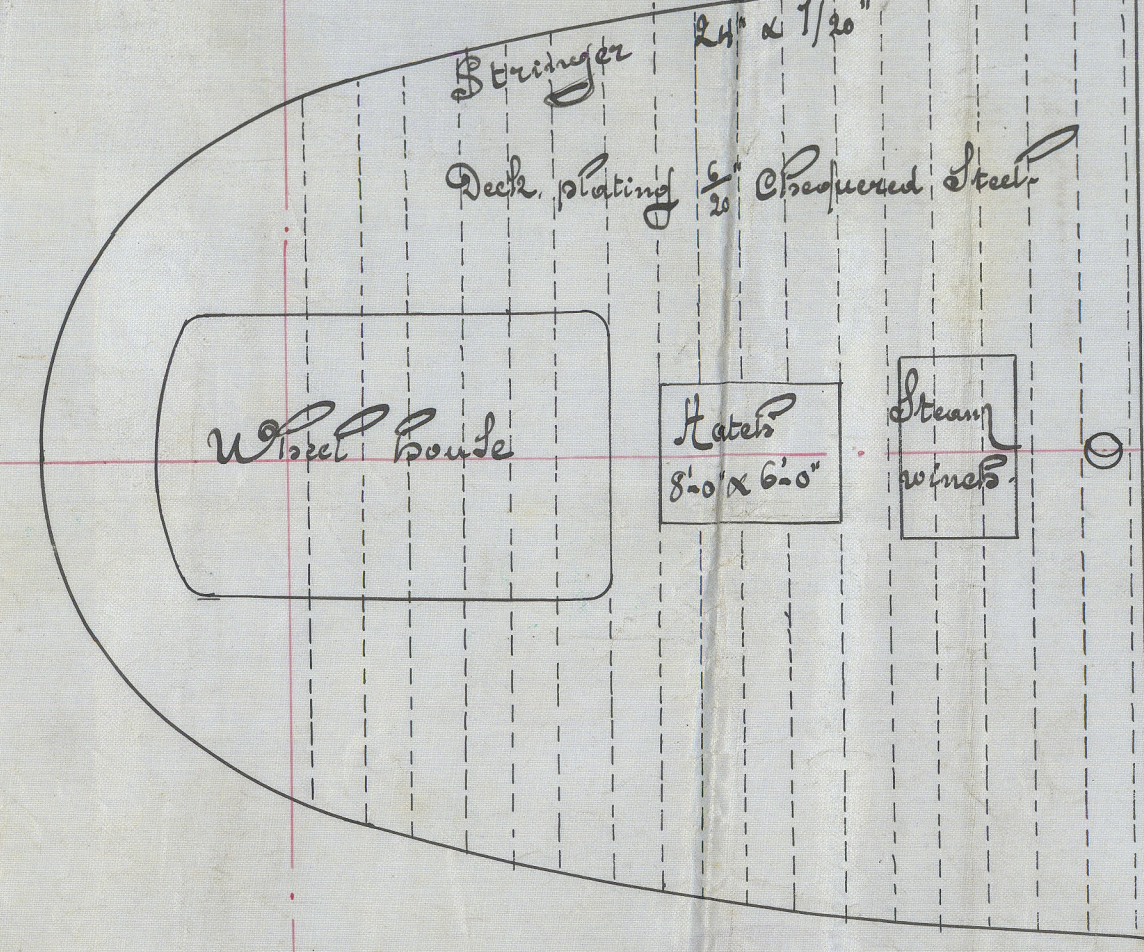 Stringer 24" x 7/20"
Deck plating 6/20" Chequered Steel.
Wheel house
Hatch
8'-0" x 6'-0"
Steam
winch.